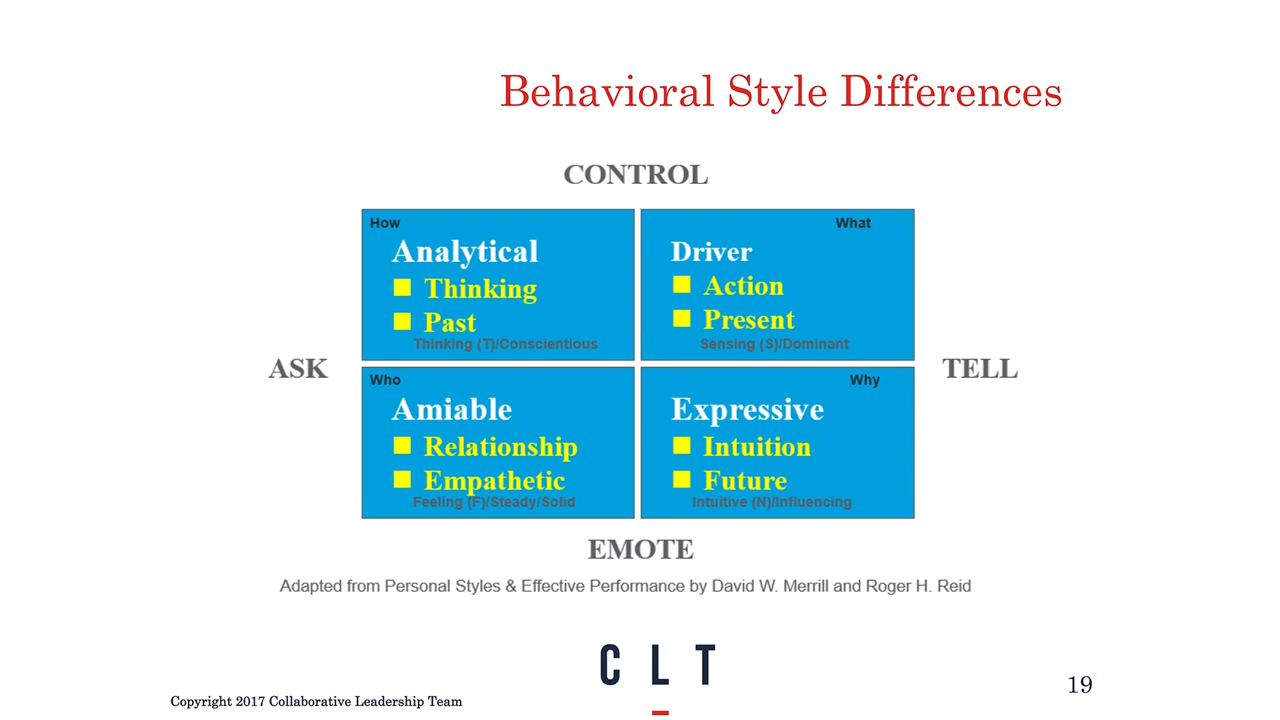 Behavioral Style Differences
CONTROL
How
Analytical
Thinking
Past
Thinking (T)/Conscientious
What
Driver
Action
Present
Sensing (S)/Dominant
ASK
TELL
Who
Amiable
Relationship
Empathetic
Feeling (F)/Steady/Solid
Why
Expressive
Intuition
Future
Intuitive (N)/Influencing
EMOTE
Adapted from Personal Styles & Effective Performance by David W. Merrill and Roger H. Reid
CLT
Copyright 2017 Collaborative Leadership Team
19